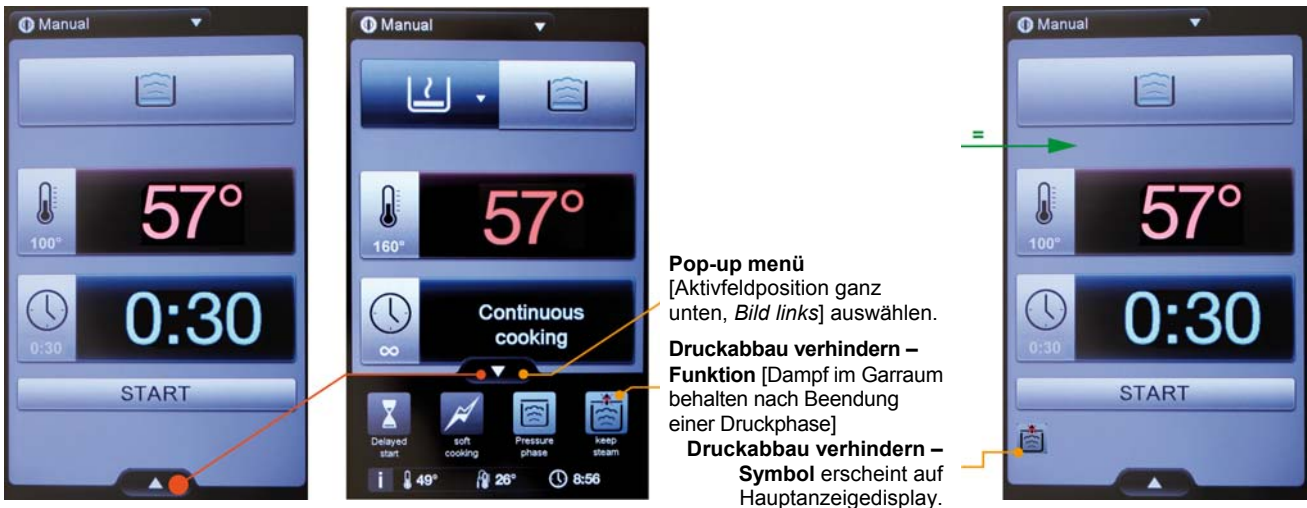 Manual
57°
100°
0:30
0:30
START
Manual
57°
160°
Continuous
cooking
∞
Delayed
start
soft
cooking
Pressure
phase
keep
steam
i 49° 26° 8:56
Pop-up menü
[Aktivfeldposition ganz
unten, Bild links] auswählen.
Druckabbau verhindern –
Funktion [Dampf im Garraum
behalten nach Beendung
einer Druckphase]
Druckabbau verhindern –
Symbol erscheint auf
Hauptanzeigedisplay.
=
Manual
57°
100°
0:30
0:30
START